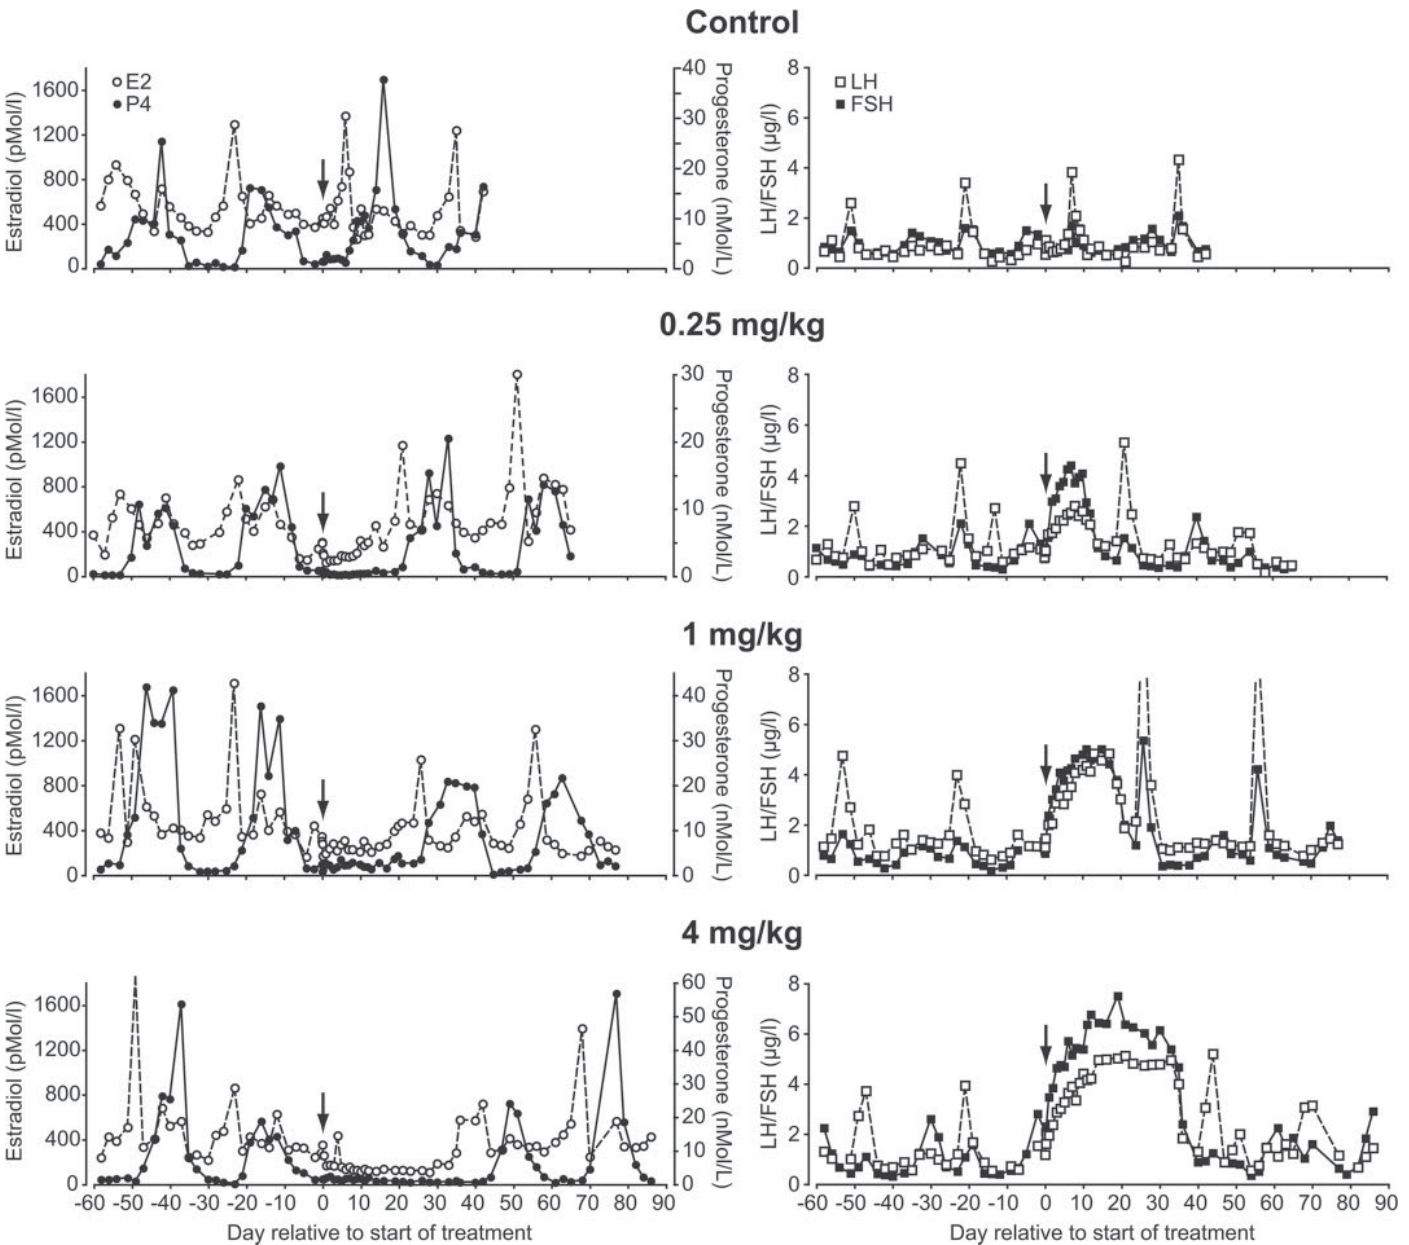 Control
Estradiol (pMol/l)
1600
1200
800
400
0
E2
P4
40
30
20
10
0
Progesterone (nMol/L)
LH/FSH (µg/l)
8
6
4
2
0
LH
FSH
0.25 mg/kg
Estradiol (pMol/l)
1600
1200
800
400
0
30
20
10
0
Progesterone (nMol/L)
LH/FSH (µg/l)
8
6
4
2
0
1 mg/kg
Estradiol (pMol/l)
1600
1200
800
400
0
40
30
20
10
0
Progesterone (nMol/L)
LH/FSH (µg/l)
8
6
4
2
0
4 mg/kg
Estradiol (pMol/l)
1600
1200
800
400
0
60
50
40
30
20
10
0
Progesterone (nMol/L)
-60 -50 -40 -30 -20 -10 0 10 20 30 40 50 60 70 80 90
Day relative to start of treatment
LH/FSH (µg/l)
8
6
4
2
0
-60 -50 -40 -30 -20 -10 0 10 20 30 40 50 60 70 80 90
Day relative to start of treatment